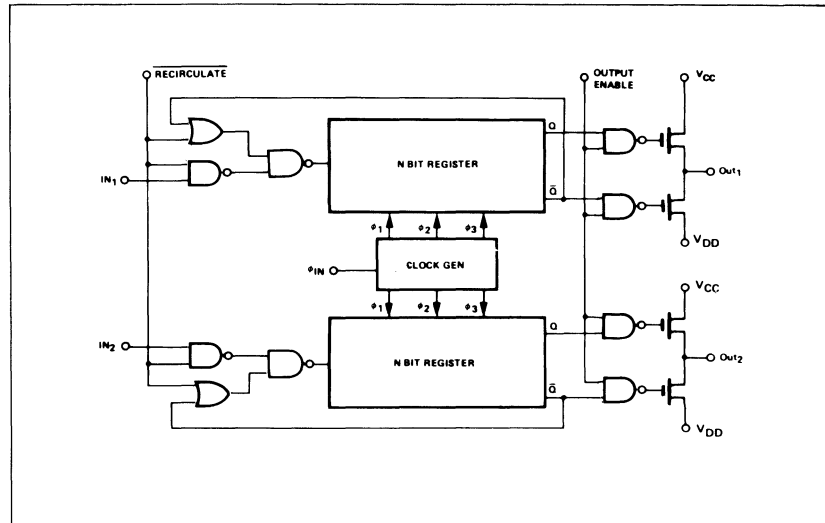 RECIRCULATE
OUTPUT
ENABLE
VCC
Q
N BIT REGISTER
IN1
Out1
Q̅
ϕ1 ϕ2 ϕ3
VDD
ϕIN
CLOCK GEN
VCC
ϕ1 ϕ2 ϕ3
IN2
Q
N BIT REGISTER
Out2
Q̅
VDD